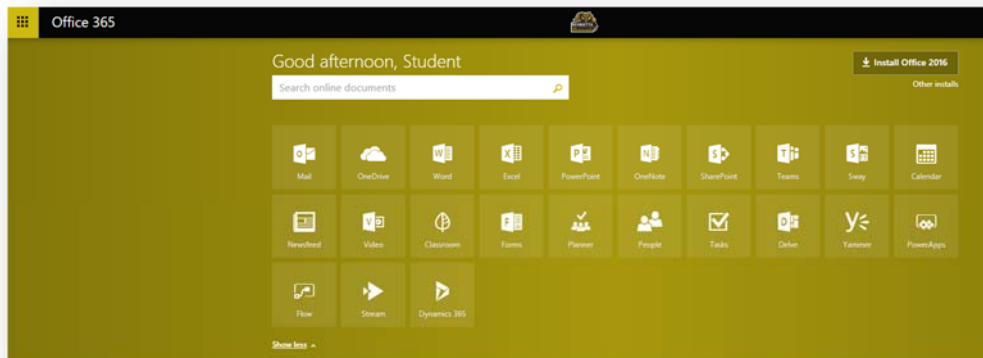 Office 365
Good afternoon, Student
Install Office 2016
Search online documents
Other installs
Mail OneDrive Word Excel PowerPoint OneNote SharePoint Teams Sway Calendar
Newsfeed Video Classroom Forms Planner People Tasks Delve Yammer PowerApps
Flow Stream Dynamics 365
Show less